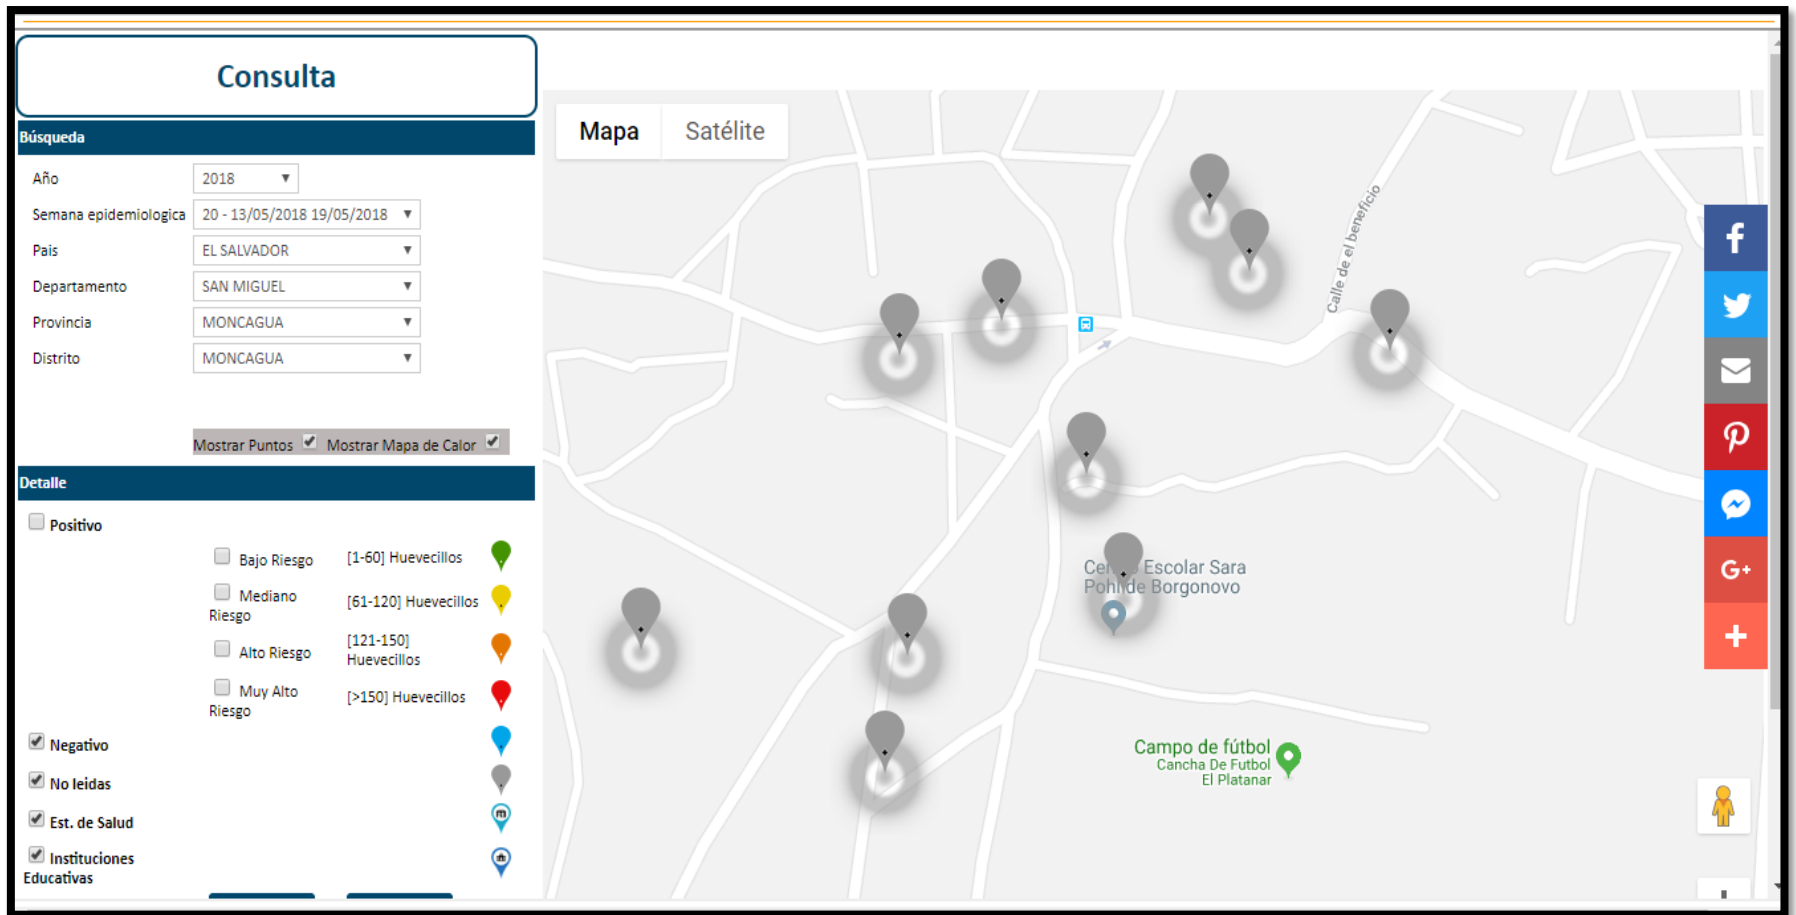 Consulta
Búsqueda
Año
2018
Semana epidemiologica
20 - 13/05/2018 19/05/2018
Pais
EL SALVADOR
Departamento
SAN MIGUEL
Provincia
MONCAGUA
Distrito
MONCAGUA
Mostrar Puntos Mostrar Mapa de Calor
Detalle
Positivo
Bajo Riesgo
[1-60] Huevecillos
Mediano
Riesgo
[61-120] Huevecillos
Alto Riesgo
[121-150]
Huevecillos
Muy Alto
Riesgo
[>150] Huevecillos
Negativo
No leidas
Est. de Salud
Instituciones
Educativas
Mapa
Satélite
Calle de el beneficio
Escolar Sara
de Borgonovo
Campo de fútbol
Cancha De Futbol
El Platanar
G+